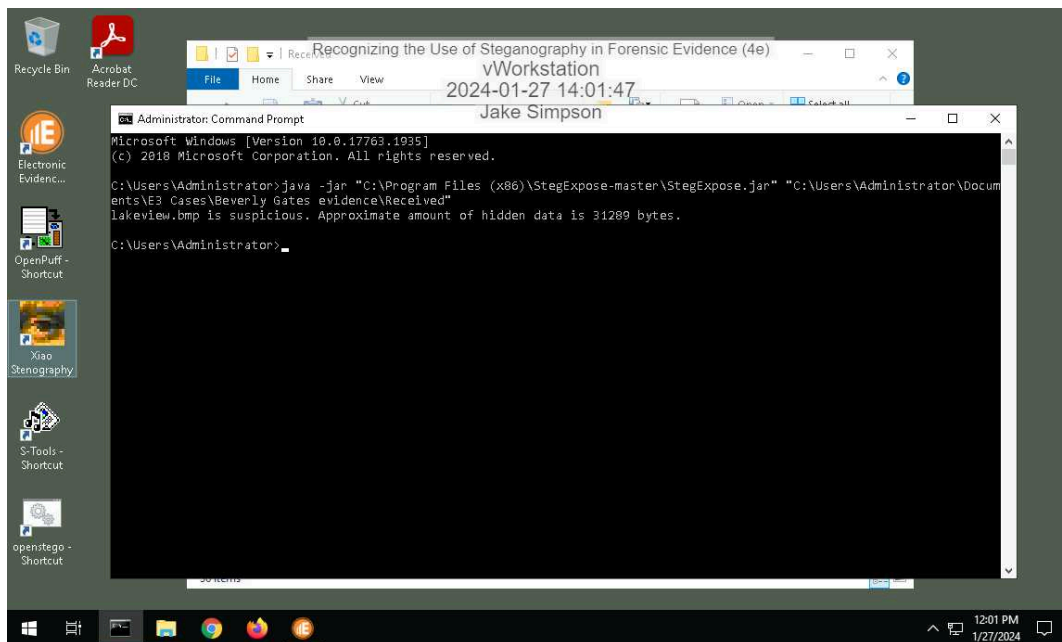 Recycle Bin
Acrobat
Reader DC
Electronic
Evidenc...
OpenPuff -
Shortcut
Xiao
Stenography
S-Tools -
Shortcut
openstego -
Shortcut
Recognizing the Use of Steganography in Forensic Evidence (4e)
vWorkstation
2024-01-27 14:01:47
Jake Simpson
File Home Share View
Cut
Open
Select all
Administrator: Command Prompt
Microsoft Windows [Version 10.0.17763.1935]
(c) 2018 Microsoft Corporation. All rights reserved.
C:\Users\Administrator>java -jar "C:\Program Files (x86)\StegExpose-master\StegExpose.jar" "C:\Users\Administrator\Docum
ents\E3 Cases\Beverly Gates evidence\Received"
lakeview.bmp is suspicious. Approximate amount of hidden data is 31289 bytes.
C:\Users\Administrator>
12:01 PM
1/27/2024